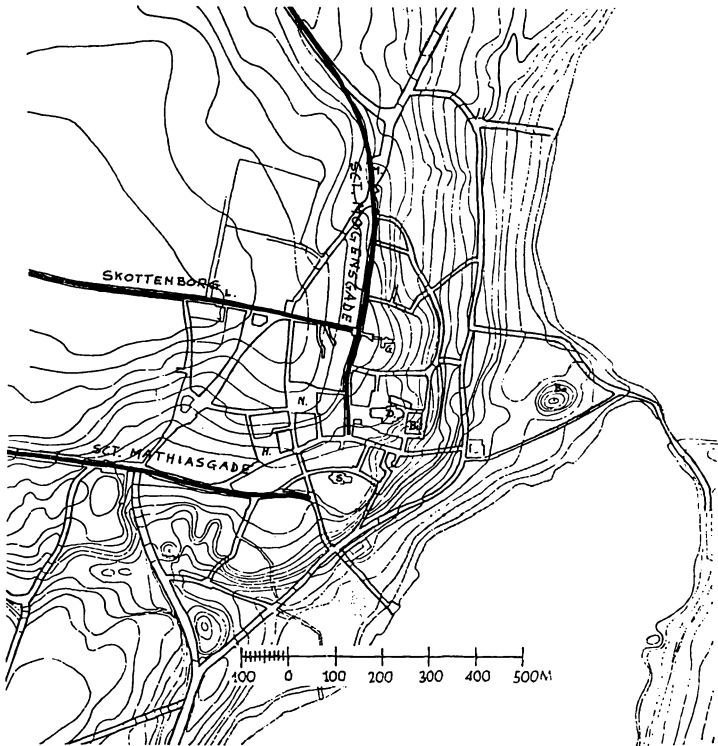 SCT. MOGENSGADE
SKOTTENBORG
L.
N.
H.
SCT. MATHIASGADE
S.
100 0 100 200 300 400 500M